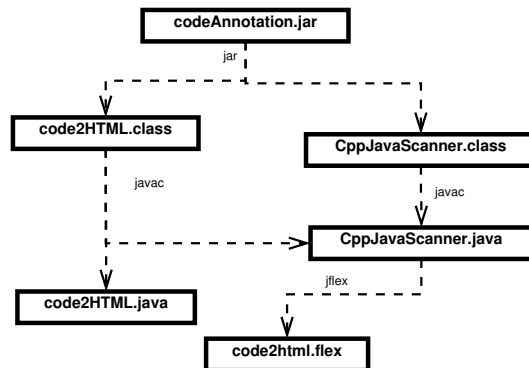 codeAnnotation.jar
jar
code2HTML.class
CppJavaScanner.class
javac
javac
CppJavaScanner.java
jflex
code2HTML.java
code2html.flex